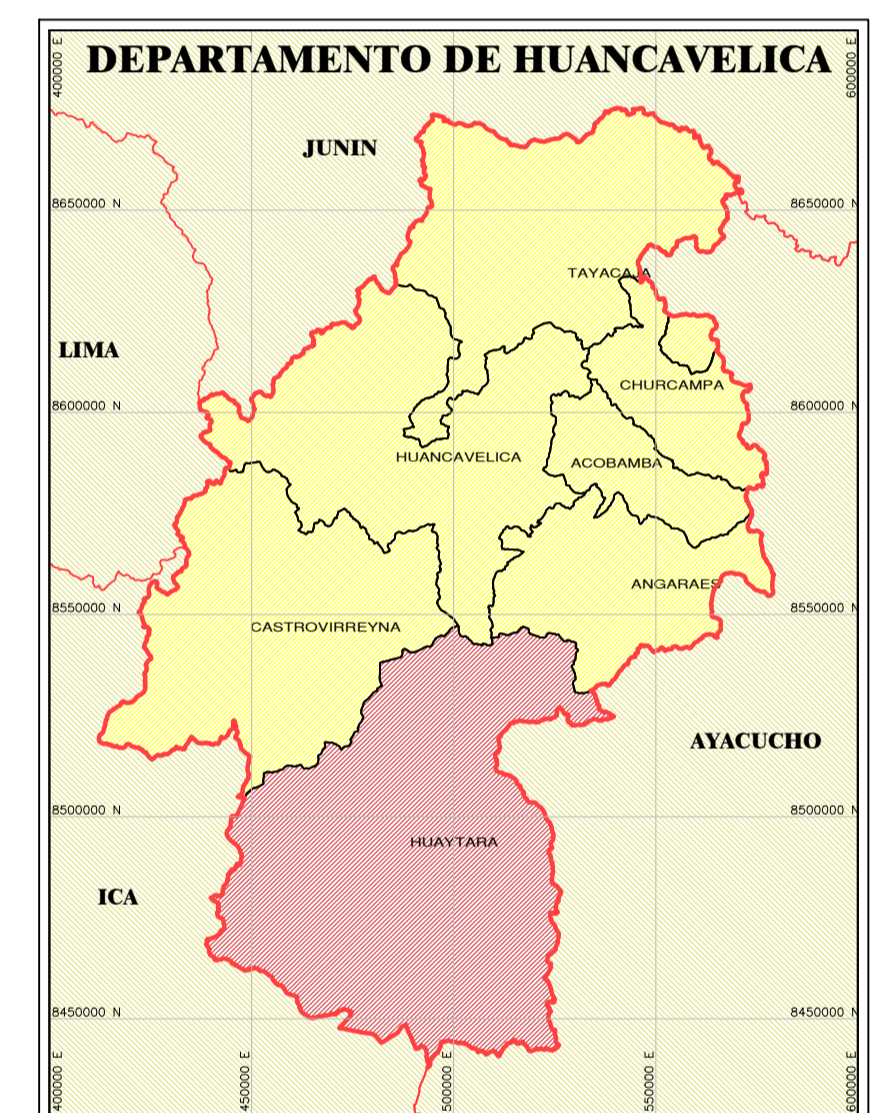 DEPARTAMENTO DE HUANCAVELICA
400000 E
600000 E
JUNIN
8650000 N
8650000 N
TAYACAJA
LIMA
CHURCAMPA
8600000 N
8600000 N
HUANCAVELICA
ACOBAMBA
ANGARAES
8550000 N
8550000 N
CASTROVIRREYNA
AYACUCHO
8500000 N
8500000 N
HUAYTARA
ICA
8450000 N
8450000 N
400000 E
450000 E
500000 E
550000 E
600000 E